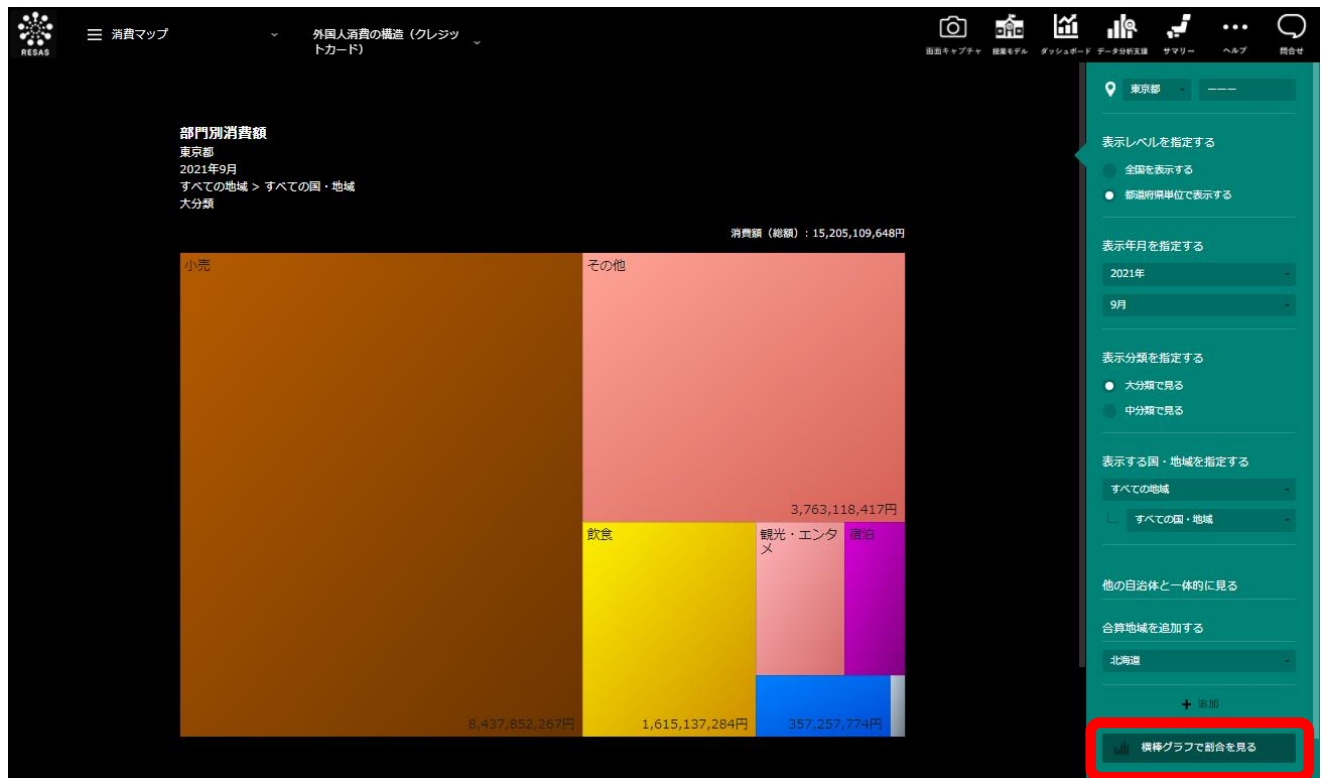 RESAS
消費マップ
外国人消費の構造（クレジットカード）
画面キャプチャ
授業モデル
ダッシュボード
データ分析支援
サマリー
ヘルプ
問合せ
東京都
ーーー
部門別消費額
東京都
2021年9月
すべての地域 > すべての国・地域
大分類
消費額（総額）：15,205,109,648円
小売
8,437,852,267円
その他
3,763,118,417円
飲食
1,615,137,284円
観光・エンタ
メ
宿泊
357,257,774円
表示レベルを指定する
全国を表示する
都道府県単位で表示する
表示年月を指定する
2021年
9月
表示分類を指定する
大分類で見る
中分類で見る
表示する国・地域を指定する
すべての地域
すべての国・地域
他の自治体と一体的に見る
合算地域を追加する
北海道
+ 追加
横棒グラフで割合を見る